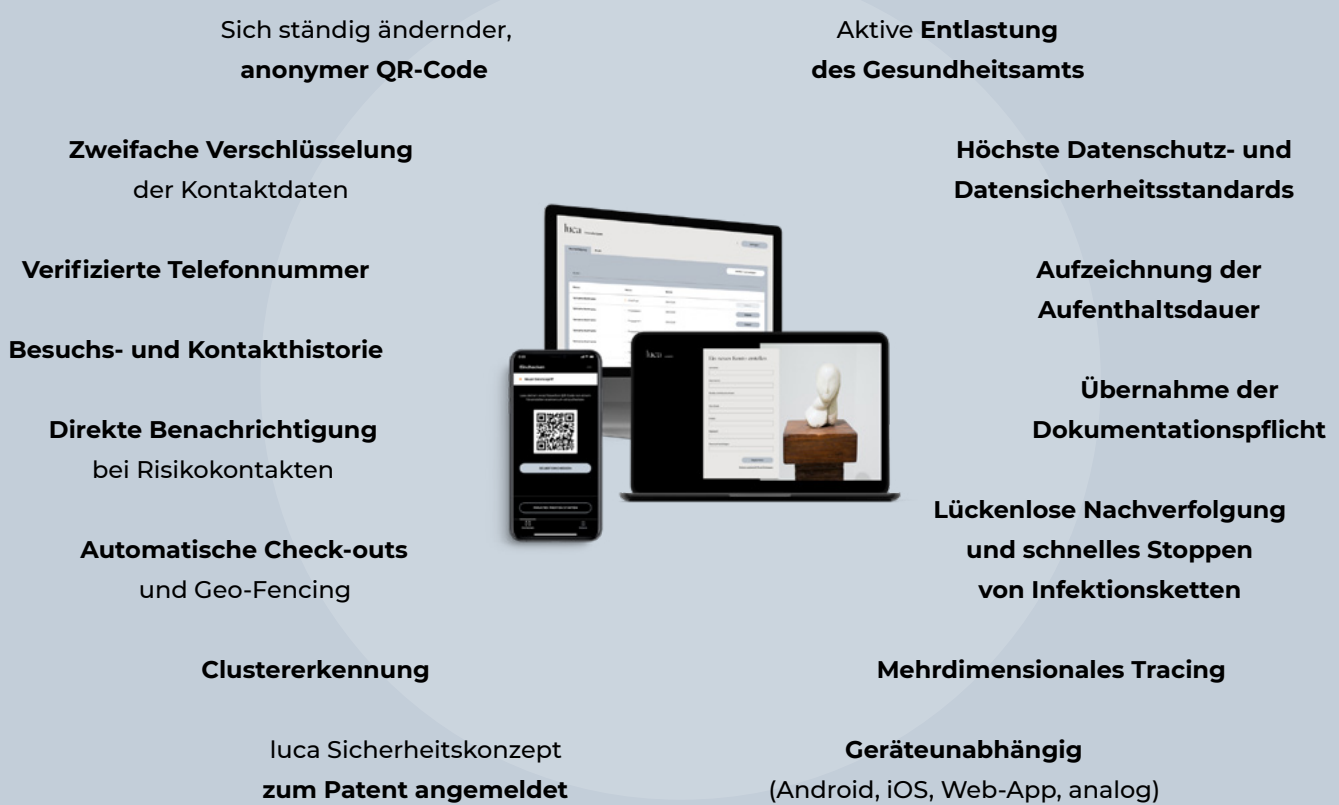 Sich ständig ändernder,
anonymer QR-Code
Zweifache Verschlüsselung
der Kontaktdaten
Verifizierte Telefonnummer
Besuchs- und Kontakthistorie
Direkte Benachrichtigung
bei Risikokontakten
Automatische Check-outs
und Geo-Fencing
Clustererkennung
luca Sicherheitskonzept
zum Patent angemeldet
luca
luca
Aktive Entlastung
des Gesundheitsamts
Höchste Datenschutz- und
Datensicherheitsstandards
Aufzeichnung der
Aufenthaltsdauer
Übernahme der
Dokumentationspflicht
Lückenlose Nachverfolgung
und schnelles Stoppen
von Infektionsketten
Mehrdimensionales Tracing
Geräteunabhängig
(Android, iOS, Web-App, analog)